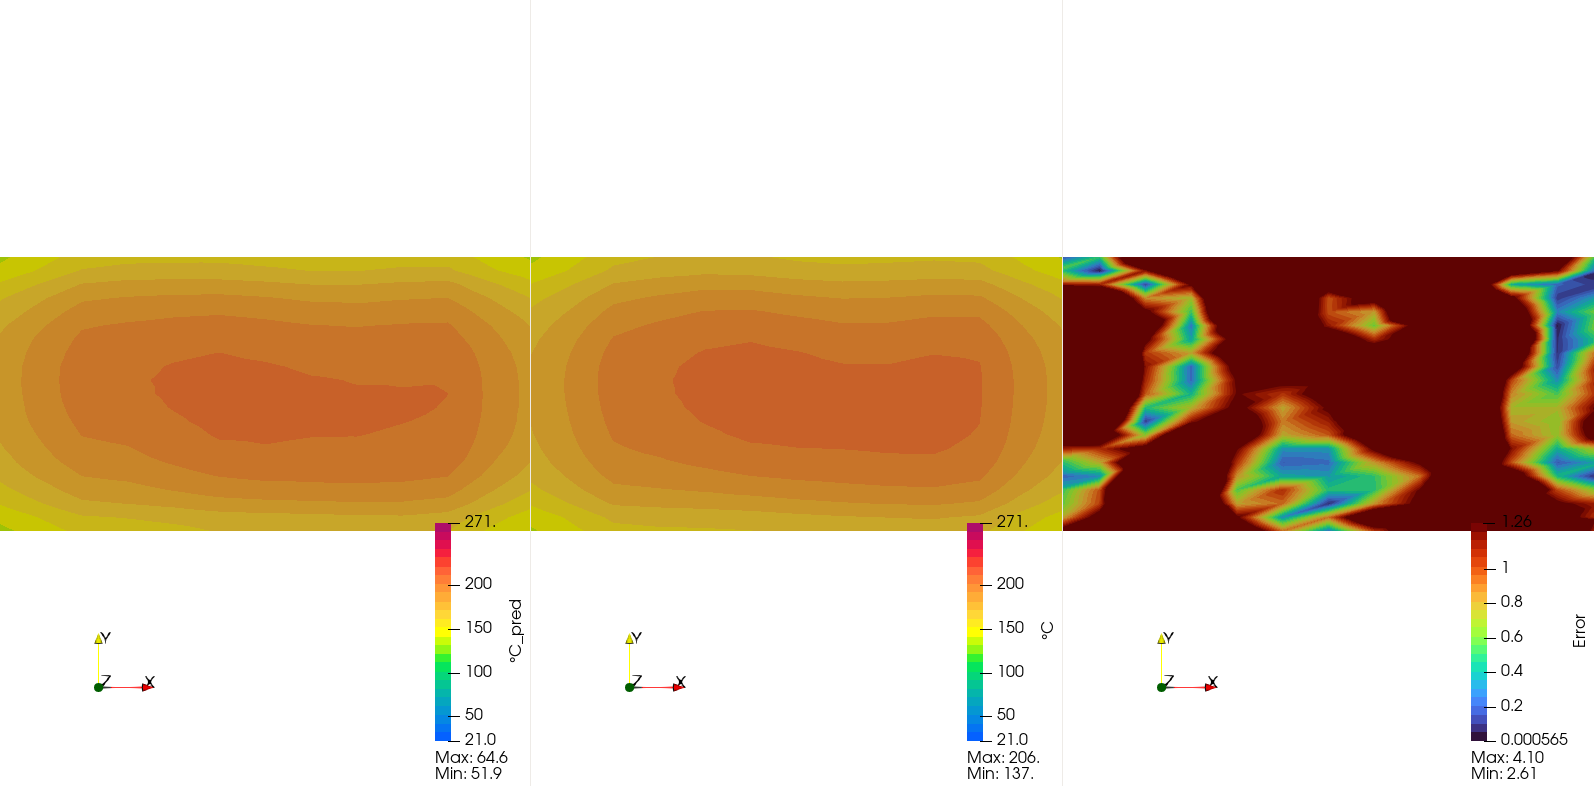 271.
200
150
100
50
21.0
°C_pred
Max: 64.6
Min: 51.9
Y
Z
X
271.
200
150
100
50
21.0
°C
Max: 206.
Min: 137.
Y
Z
X
1.26
1
0.8
0.6
0.4
0.2
0.000565
Error
Max: 4.10
Min: 2.61
Y
Z
X